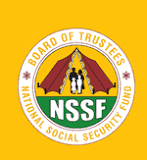 BOARD OF TRUSTEES
NSSF
NATIONAL SOCIAL SECURITY FUND